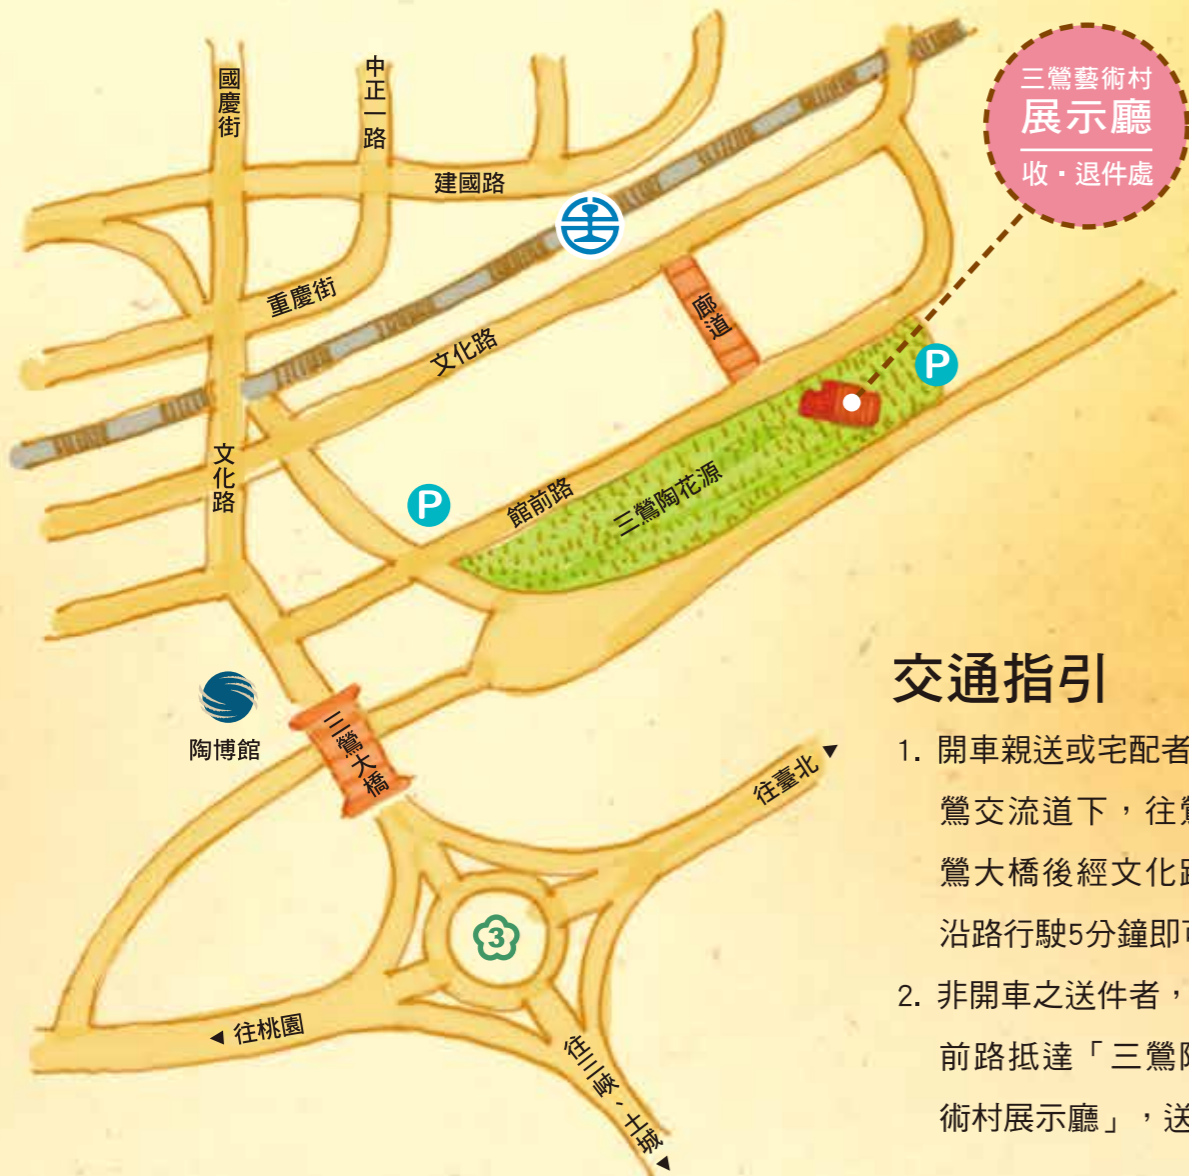 國慶街
中正一路
建國路
重慶街
文化路
廊道
三鶯藝術村
展示廳
收・退件處
P
文化路
P
館前路
三鶯陶花源
陶博館
三鶯大橋
往臺北
3
往桃園
往三峽、土城
交通指引
1. 開車親送或宅配者
鶯交流道下，往
鶯大橋後經文化
沿路行駛5分鐘即
2. 非開車之送件者，
前路抵達「三鶯
術村展示廳」，送